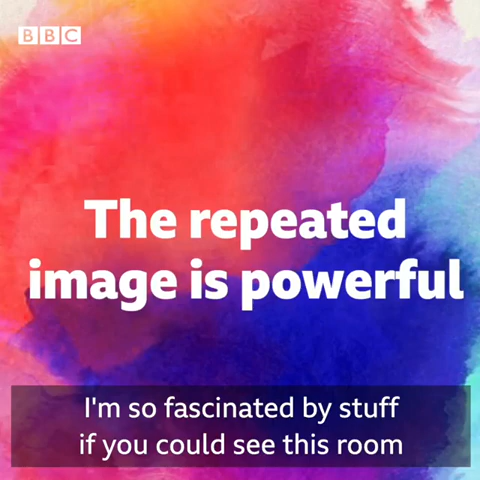 BBC
The repeated
image is powerful
I'm so fascinated by stuff
if you could see this room